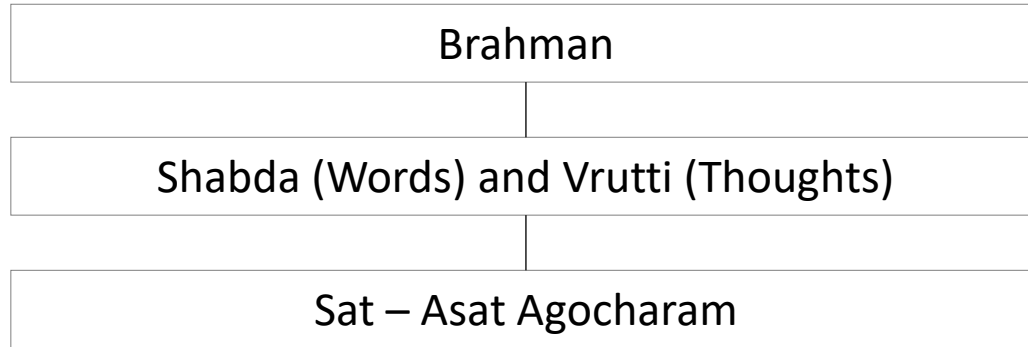 Brahman
Shabda (Words) and Vrutti (Thoughts)
Sat – Asat Agocharam